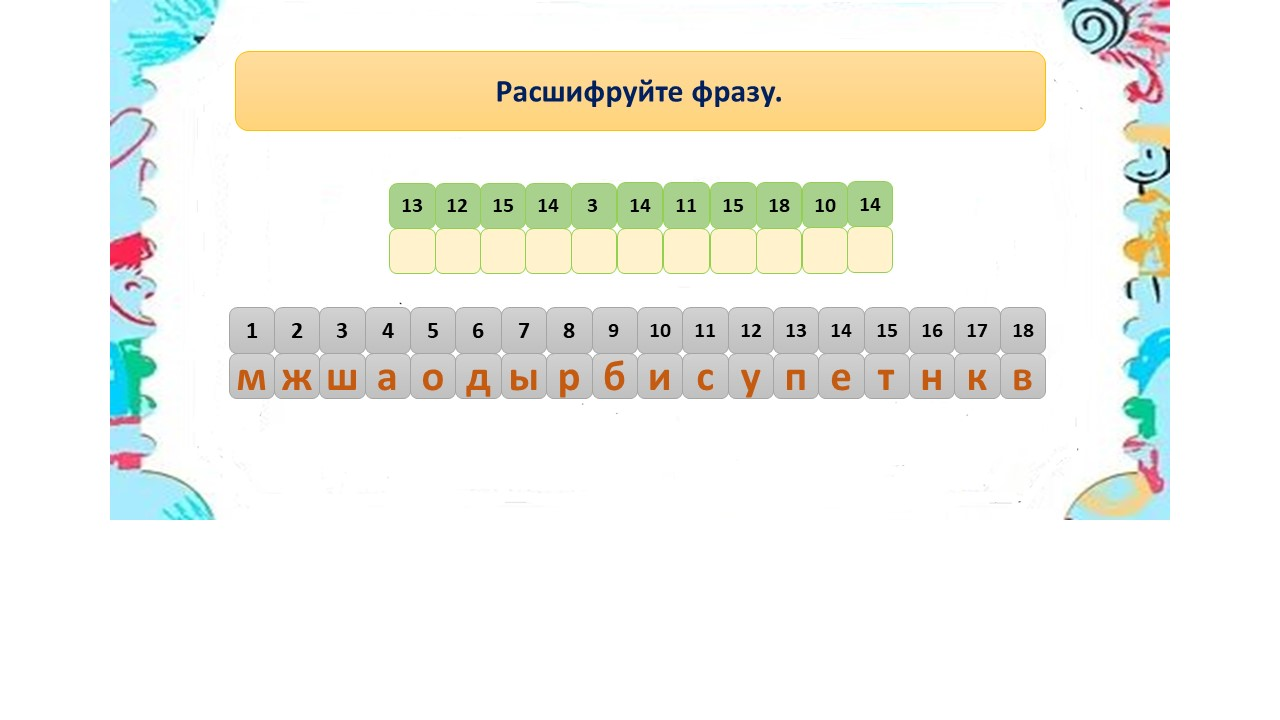 Расшифруйте фразу.
13 12 15 14 3 14 11 15 18 10 14
1 2 3 4 5 6 7 8 9 10 11 12 13 14 15 16 17 18
м ж ш а о д ы р б и с у п е т н к в